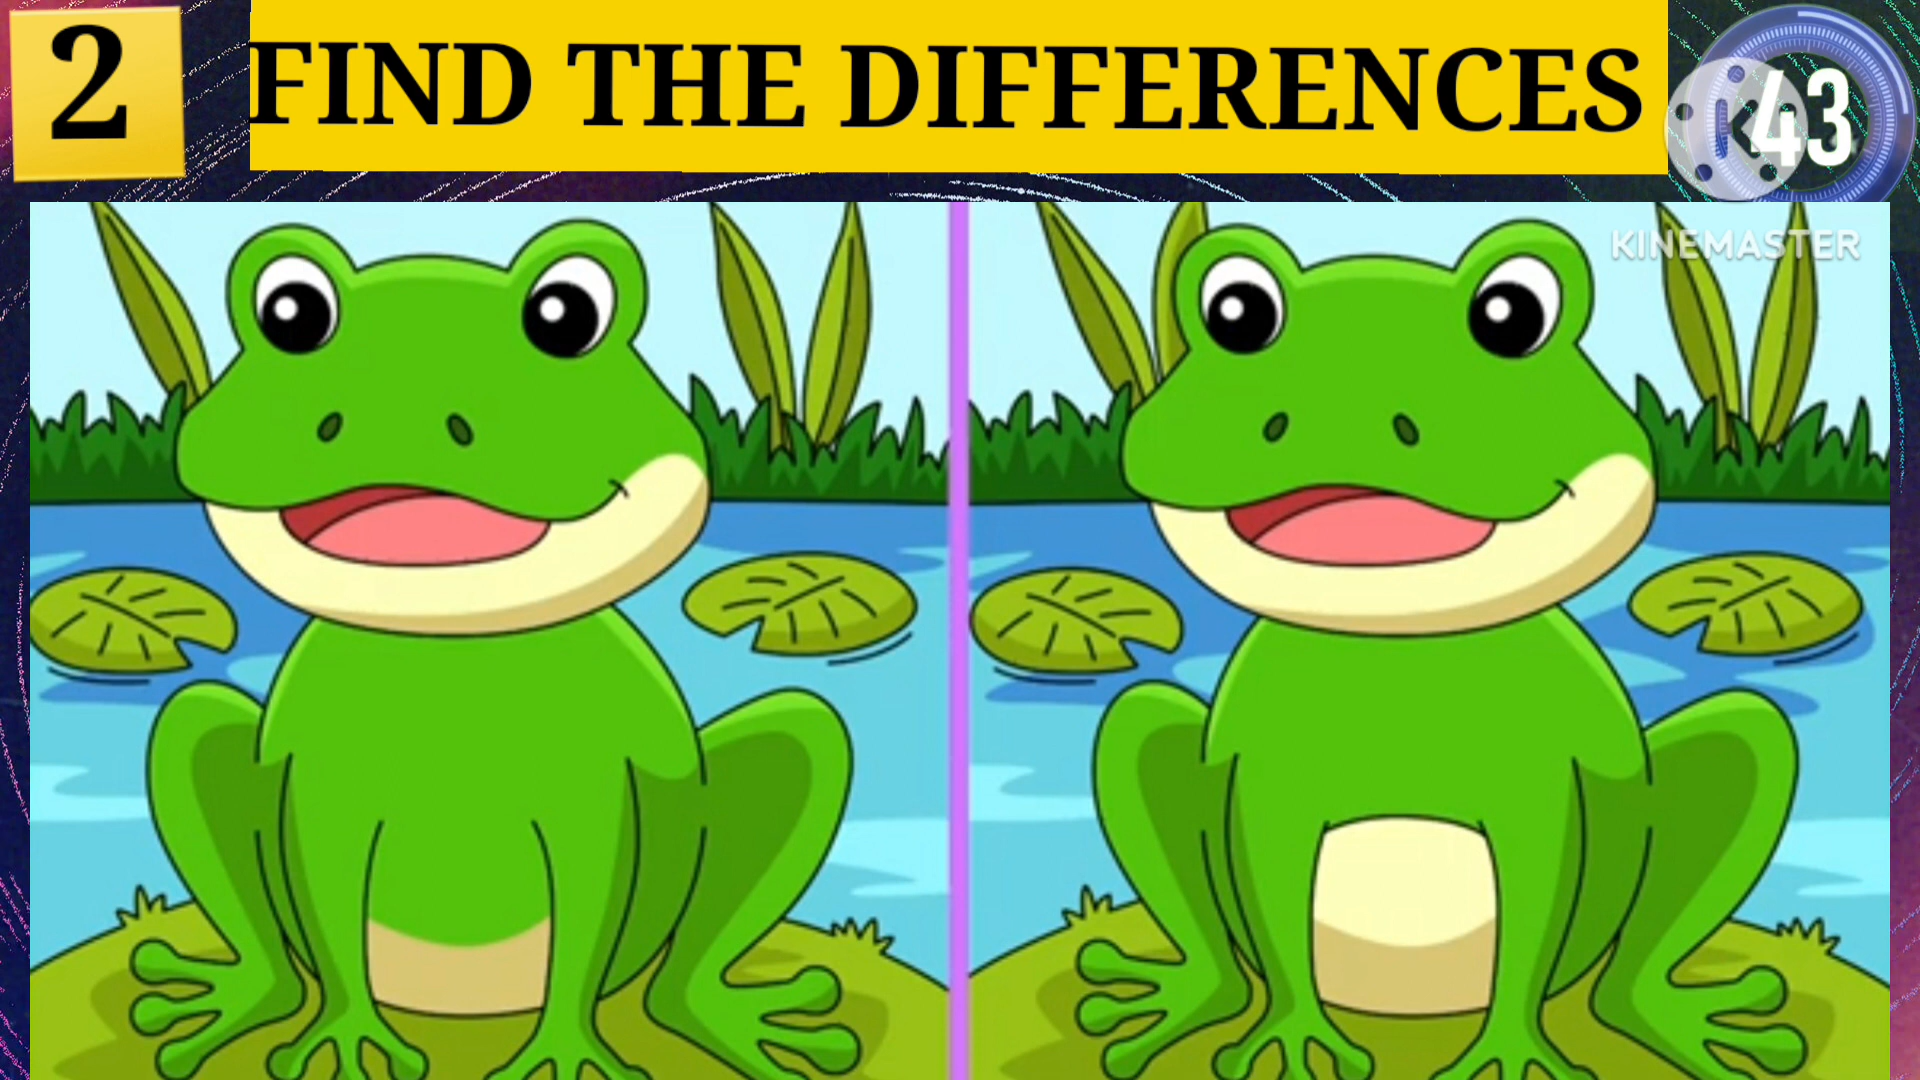 2
FIND THE DIFFERENCES
43
KINEMASTER